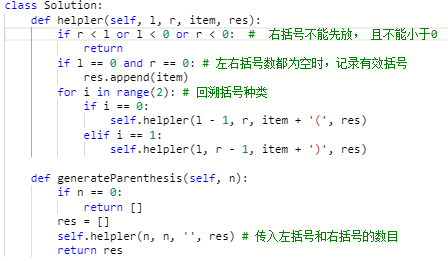 class Solution:
    def helpler(self, l, r, item, res):
        if r < l or l < 0 or r < 0:  #  右括号不能先放， 且不能小于0
            return
        if l == 0 and r == 0: # 左右括号数都为空时，记录有效括号
            res.append(item)
        for i in range(2): # 回溯括号种类
            if i == 0:
                self.helpler(l - 1, r, item + '(', res)
            elif i == 1:
                self.helpler(l, r - 1, item + ')', res)
    def generateParenthesis(self, n):
        if n == 0:
            return []
        res = []
        self.helpler(n, n, '', res) # 传入左括号和右括号的数目
        return res